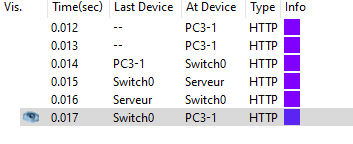 Vis. Time(sec) Last Device At Device Type Info
0.012 -- PC3-1 HTTP
0.013 -- PC3-1 HTTP
0.014 PC3-1 Switch0 HTTP
0.015 Switch0 Serveur HTTP
0.016 Serveur Switch0 HTTP
0.017 Switch0 PC3-1 HTTP